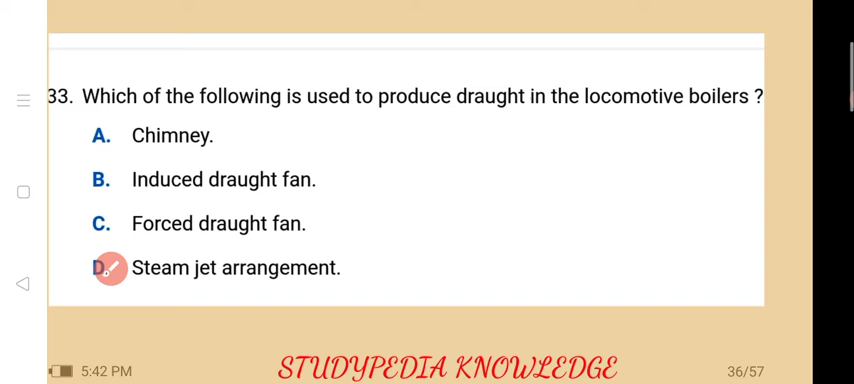 33. Which of the following is used to produce draught in the locomotive boilers ?
A. Chimney.
B. Induced draught fan.
C. Forced draught fan.
D. Steam jet arrangement.
5:42 PM
STUDYPEDIA KNOWLEDGE
36/57